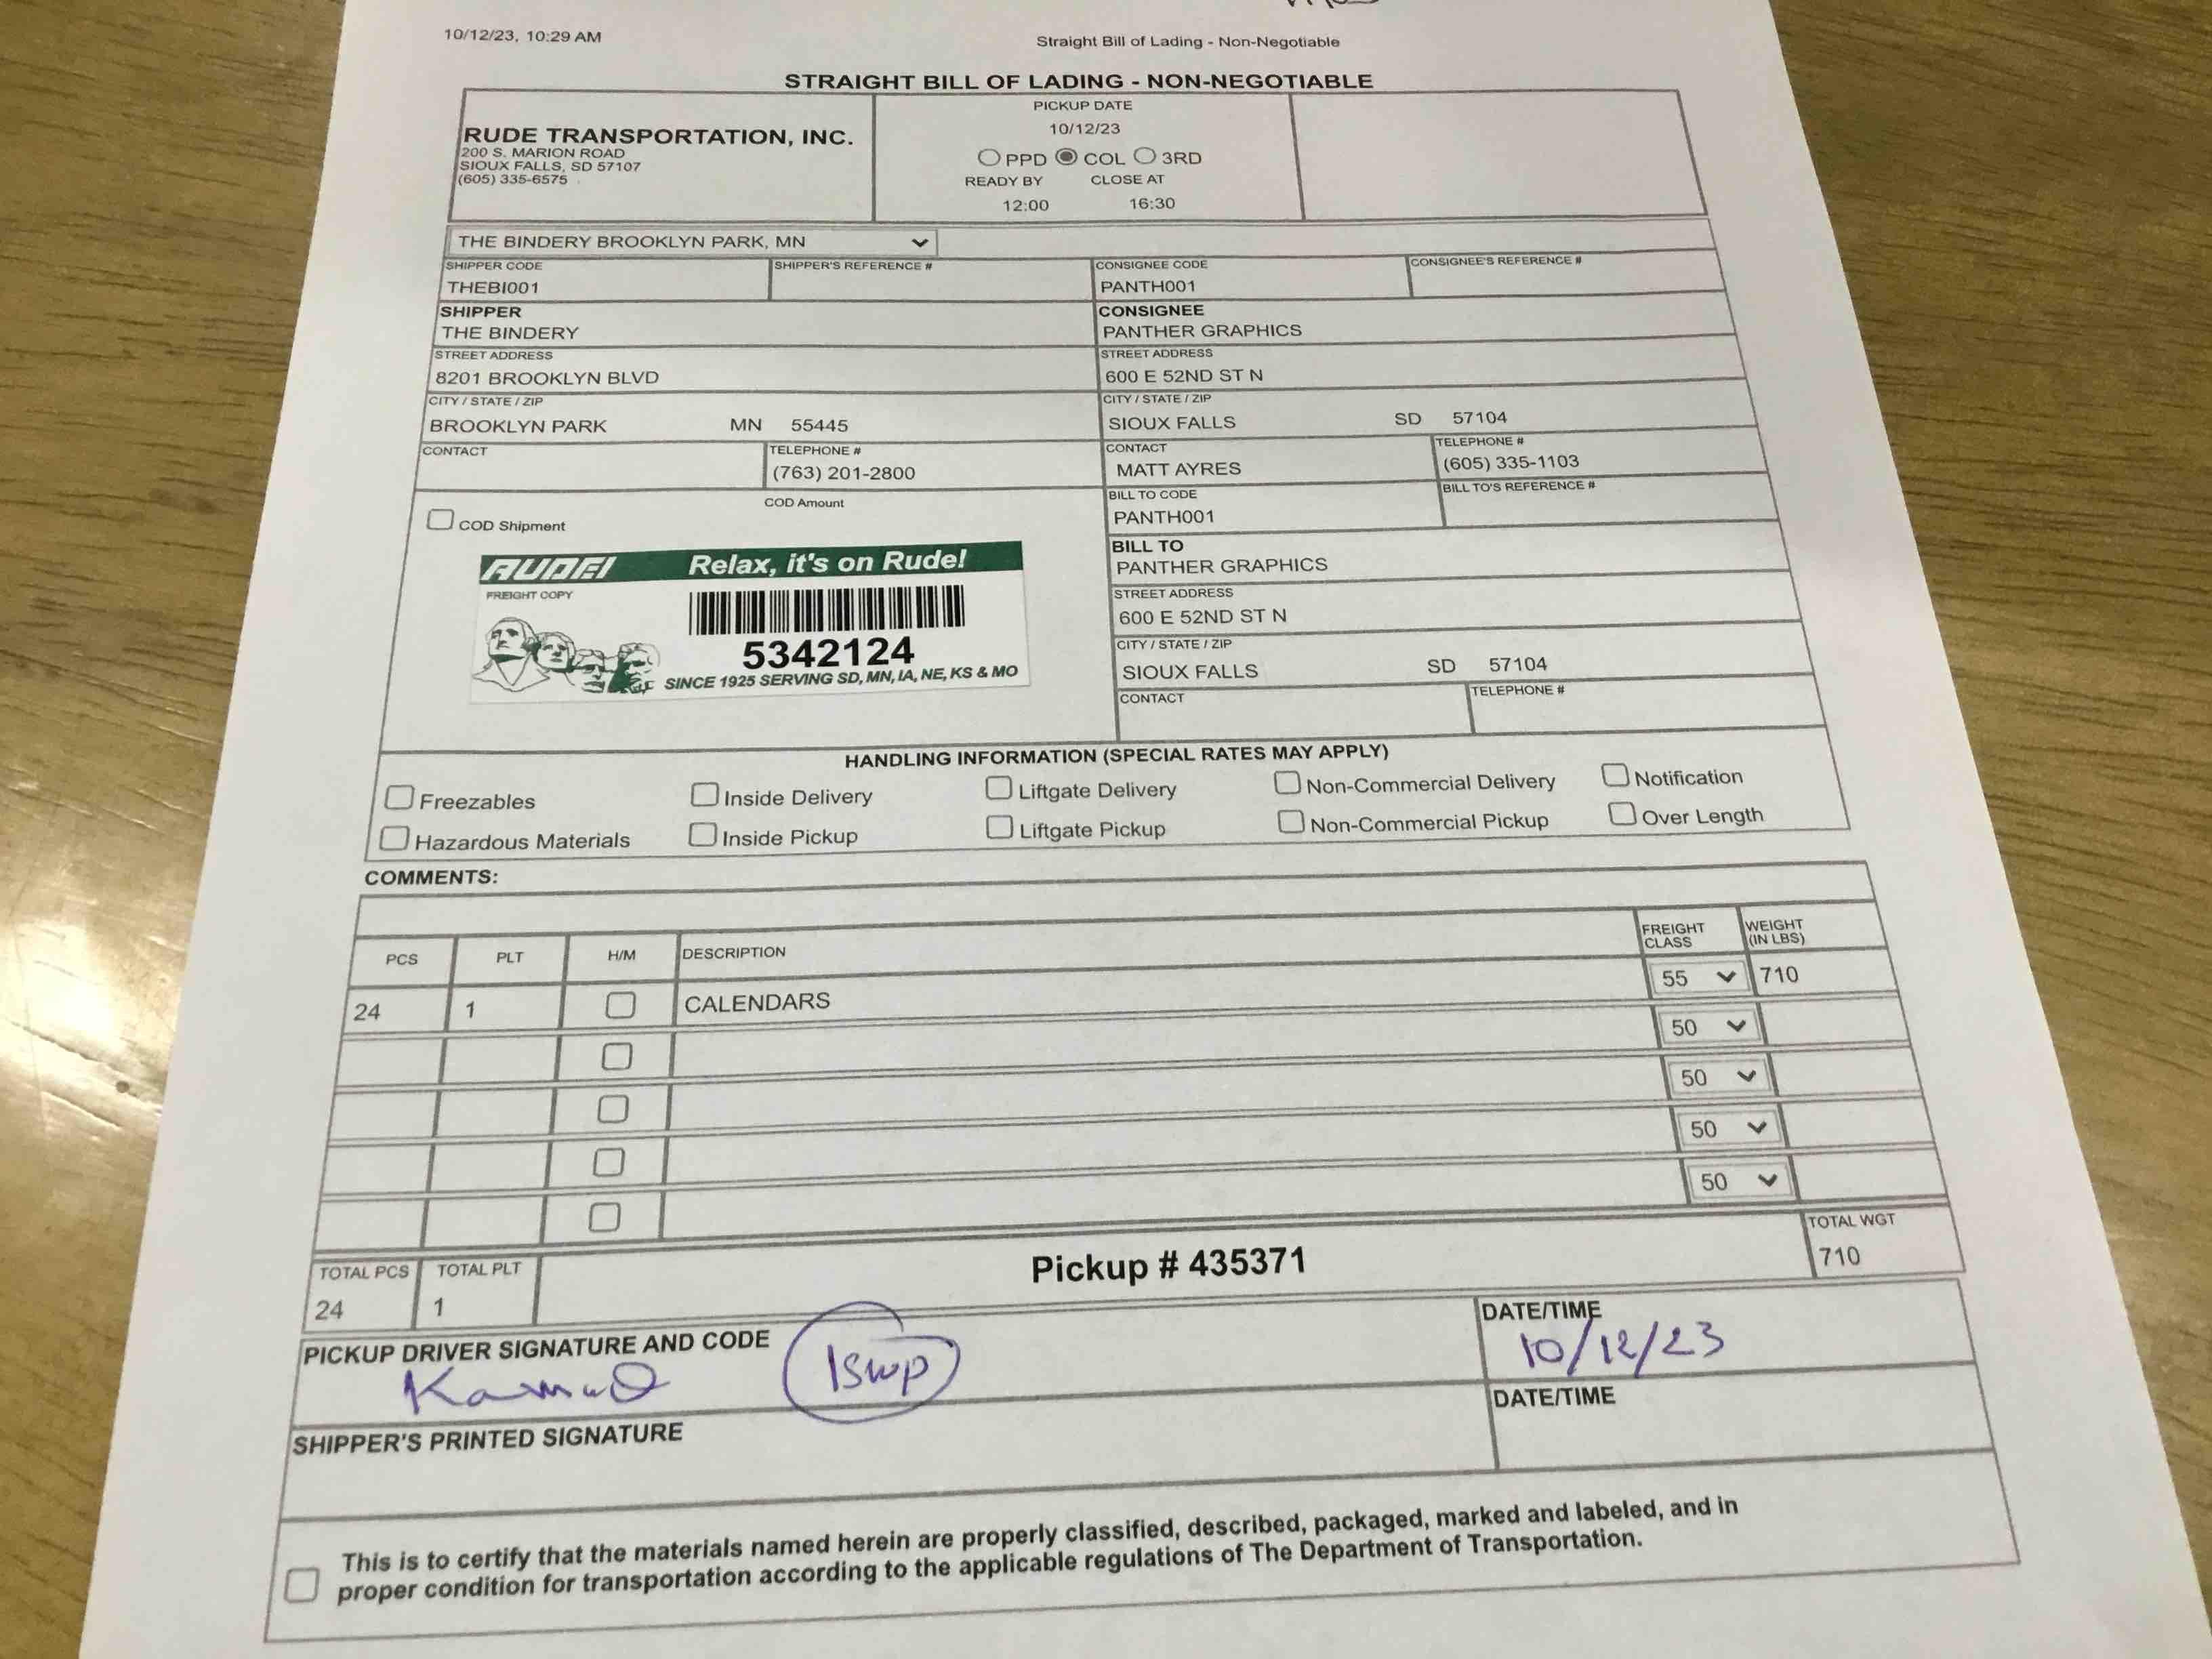 10/12/23, 10:29 AM
Straight Bill of Lading - Non-Negotiable
STRAIGHT BILL OF LADING - NON-NEGOTIABLE
RUDE TRANSPORTATION, INC.
200 S. MARION ROAD
SIOUX FALLS, SD 57107
(605) 335-6575
PICKUP DATE
10/12/23
PPD COL 3RD
READY BY CLOSE AT
12:00 16:30
THE BINDERY BROOKLYN PARK, MN
SHIPPER CODE SHIPPER'S REFERENCE #
THEBI001
CONSIGNEE CODE CONSIGNEE'S REFERENCE #
PANTH001
SHIPPER
THE BINDERY
CONSIGNEE
PANTHER GRAPHICS
STREET ADDRESS
8201 BROOKLYN BLVD
STREET ADDRESS
600 E 52ND ST N
CITY / STATE / ZIP
BROOKLYN PARK MN 55445
CITY / STATE / ZIP
SIOUX FALLS SD 57104
CONTACT TELEPHONE #
(763) 201-2800
CONTACT TELEPHONE #
MATT AYRES (605) 335-1103
COD Amount
COD Shipment
BILL TO CODE BILL TO'S REFERENCE #
PANTH001
BILL TO
PANTHER GRAPHICS
STREET ADDRESS
600 E 52ND ST N
CITY / STATE / ZIP
SIOUX FALLS SD 57104
CONTACT TELEPHONE #
RUDE! Relax, it's on Rude!
FREIGHT COPY
5342124
SINCE 1925 SERVING SD, MN, IA, NE, KS & MO
HANDLING INFORMATION (SPECIAL RATES MAY APPLY)
Freezables Inside Delivery Liftgate Delivery Non-Commercial Delivery Notification
Hazardous Materials Inside Pickup Liftgate Pickup Non-Commercial Pickup Over Length
COMMENTS:
PCS PLT H/M DESCRIPTION FREIGHT CLASS WEIGHT (IN LBS)
24 1 CALENDARS 55 710
50
50
50
50
TOTAL PCS TOTAL PLT TOTAL WGT
24 1 Pickup # 435371 710
PICKUP DRIVER SIGNATURE AND CODE DATE/TIME
10/12/23
SHIPPER'S PRINTED SIGNATURE DATE/TIME
This is to certify that the materials named herein are properly classified, described, packaged, marked and labeled, and in
proper condition for transportation according to the applicable regulations of The Department of Transportation.